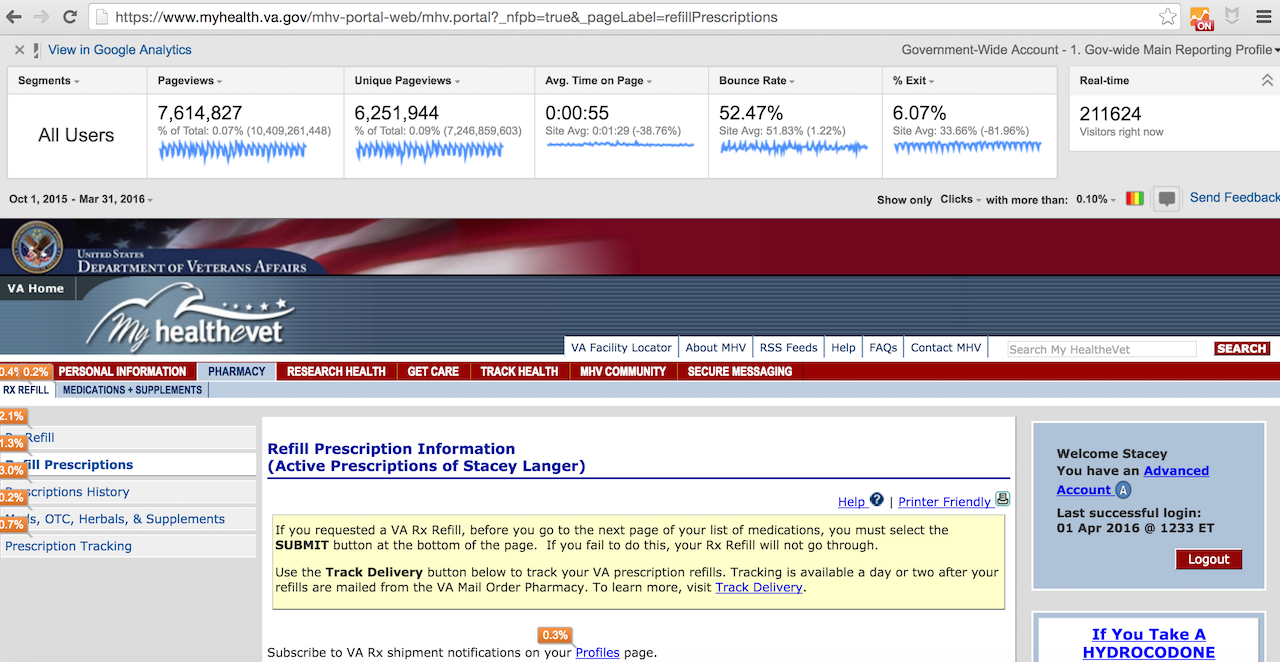 https://www.myhealth.va.gov/mhv-portal-web/mhv.portal?_nfpb=true&_pageLabel=refillPrescriptions
ON
View in Google Analytics
Government-Wide Account - 1. Gov-wide Main Reporting Profile
Segments
Pageviews
Unique Pageviews
Avg. Time on Page
Bounce Rate
% Exit
Real-time
All Users
7,614,827
% of Total: 0.07% (10,409,261,448)
6,251,944
% of Total: 0.09% (7,246,859,603)
0:00:55
Site Avg: 0:01:29 (-38.76%)
52.47%
Site Avg: 51.83% (1.22%)
6.07%
Site Avg: 33.66% (-81.96%)
211624
Visitors right now
Oct 1, 2015 - Mar 31, 2016
Show only Clicks with more than: 0.10%
Send Feedback
UNITED STATES
DEPARTMENT OF VETERANS AFFAIRS
VA Home
My healthevet
VA Facility Locator
About MHV
RSS Feeds
Help
FAQs
Contact MHV
Search My HealtheVet
SEARCH
0.2%
PERSONAL INFORMATION
PHARMACY
RESEARCH HEALTH
GET CARE
TRACK HEALTH
MHV COMMUNITY
SECURE MESSAGING
RX REFILL
MEDICATIONS + SUPPLEMENTS
2.1%
Refill
1.3%
Prescriptions
3.0%
History
0.2%
OTC, Herbals, & Supplements
0.7%
Prescription Tracking
Refill Prescription Information
(Active Prescriptions of Stacey Langer)
Help | Printer Friendly
If you requested a VA Rx Refill, before you go to the next page of your list of medications, you must select the
SUBMIT button at the bottom of the page. If you fail to do this, your Rx Refill will not go through.
Use the Track Delivery button below to track your VA prescription refills. Tracking is available a day or two after your
refills are mailed from the VA Mail Order Pharmacy. To learn more, visit Track Delivery.
0.3%
Subscribe to VA Rx shipment notifications on your Profiles page.
Welcome Stacey
You have an Advanced
Account A
Last successful login:
01 Apr 2016 @ 1233 ET
Logout
If You Take A
HYDROCODONE